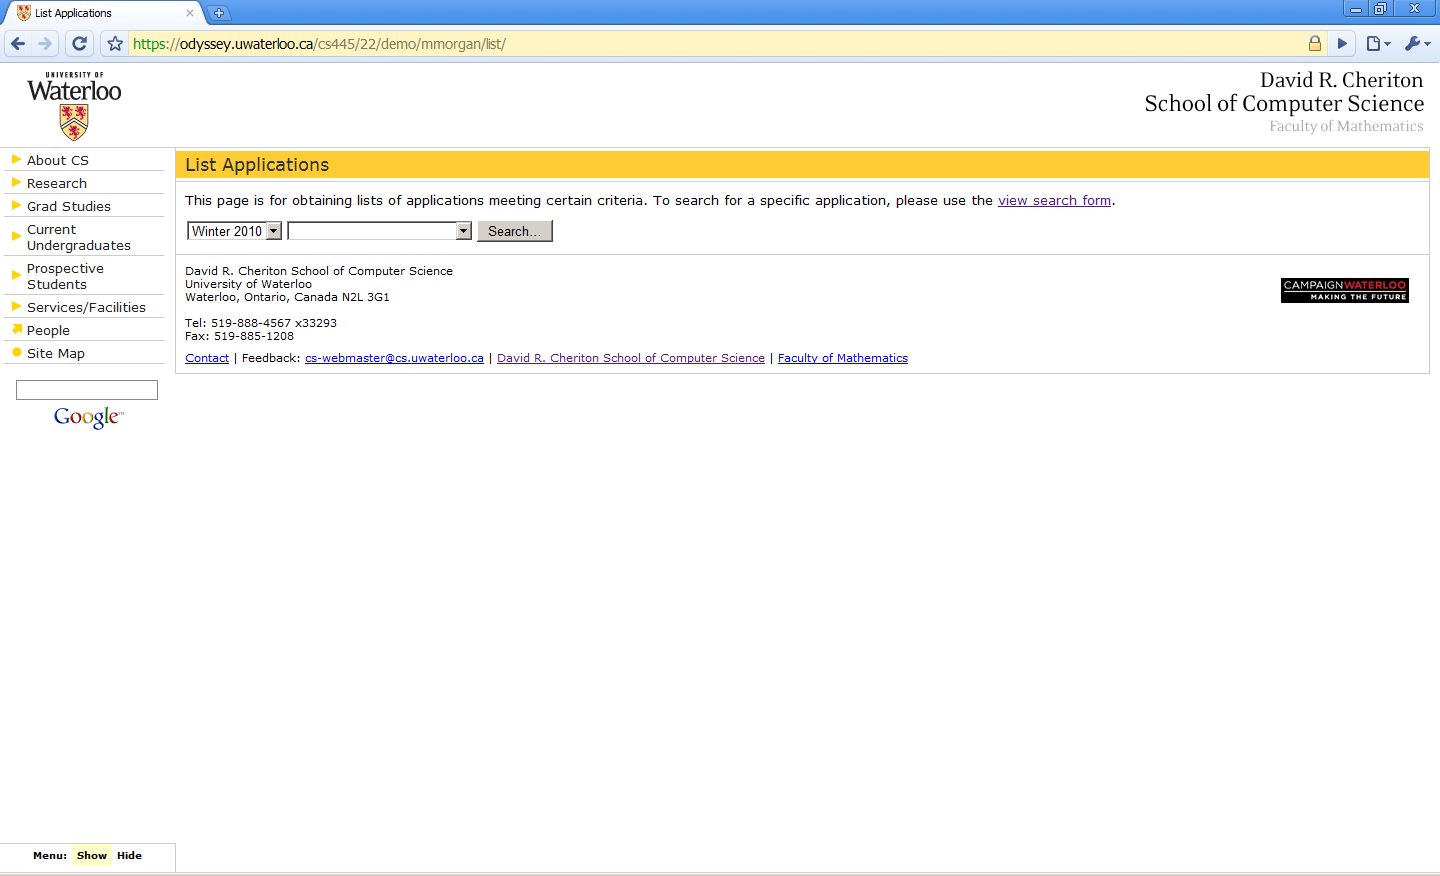 List Applications
https://odyssey.uwaterloo.ca/cs445/22/demo/mmorgan/list/
UNIVERSITY OF
Waterloo
David R. Cheriton
School of Computer Science
Faculty of Mathematics
About CS
Research
Grad Studies
Current
Undergraduates
Prospective
Students
Services/Facilities
People
Site Map
Google™
List Applications
This page is for obtaining lists of applications meeting certain criteria. To search for a specific application, please use the view search form.
Winter 2010 Search...
David R. Cheriton School of Computer Science
University of Waterloo
Waterloo, Ontario, Canada N2L 3G1
Tel: 519-888-4567 x33293
Fax: 519-885-1208
CAMPAIGNWATERLOO
MAKING THE FUTURE
Contact | Feedback: cs-webmaster@cs.uwaterloo.ca | David R. Cheriton School of Computer Science | Faculty of Mathematics
Menu: Show Hide